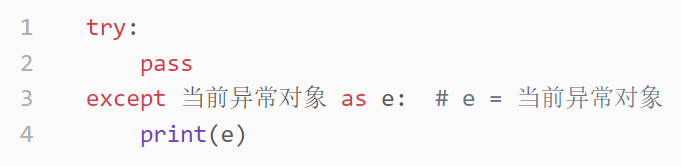 1 try:
2     pass
3 except 当前异常对象 as e:  # e = 当前异常对象
4     print(e)